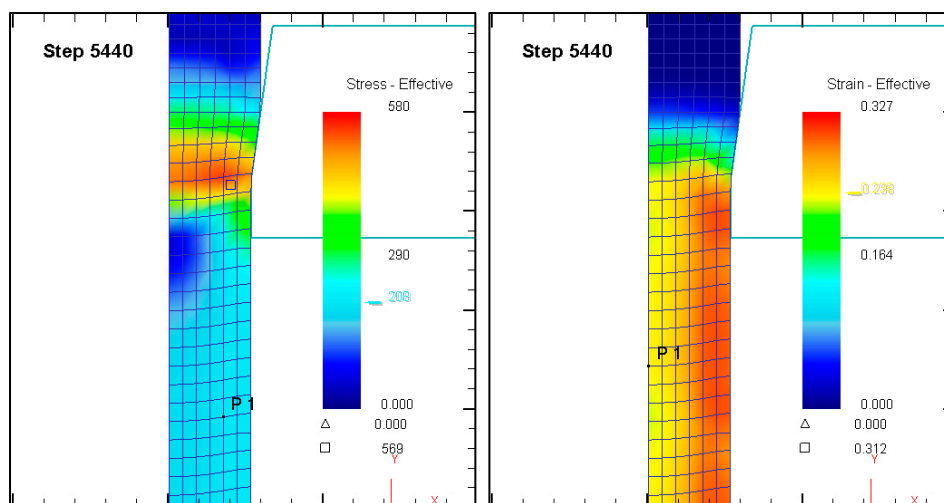 Step 5440
Stress - Effective
580
290
208
0.000
0.000
569
P 1
Y
X
Step 5440
Strain - Effective
0.327
0.238
0.164
0.000
0.000
0.312
P 1
Y
X